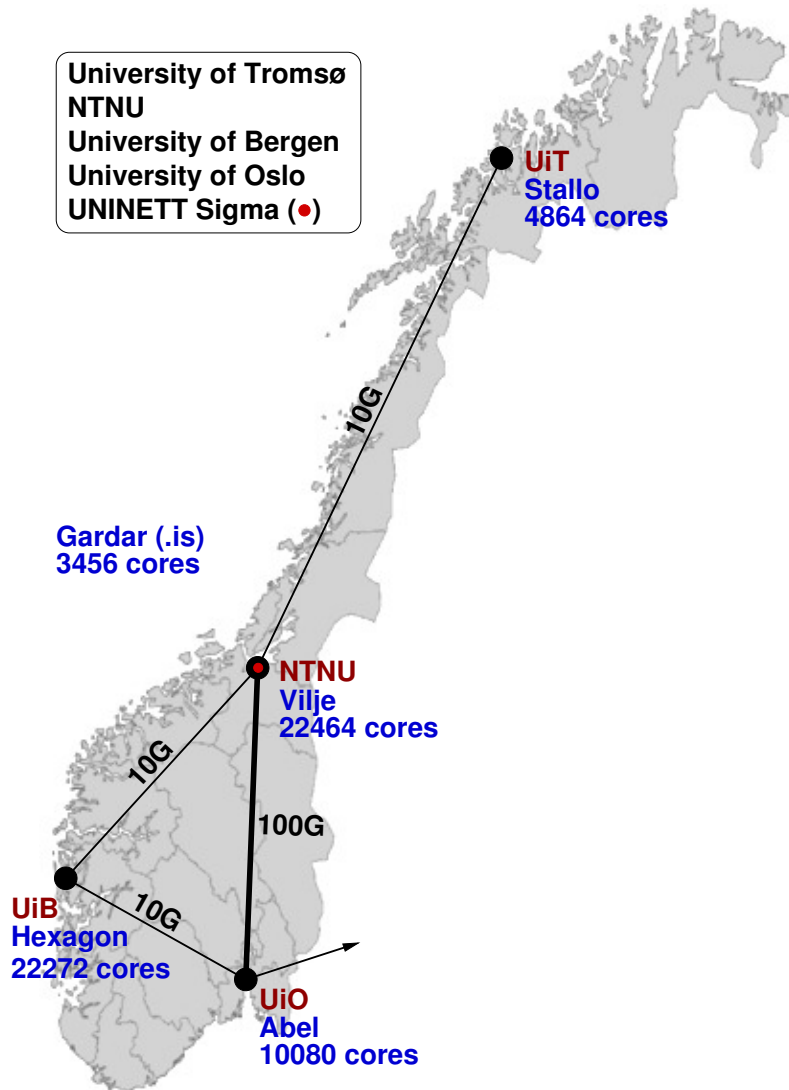 University of Tromsø
NTNU
University of Bergen
University of Oslo
UNINETT Sigma (●)
UiT
Stallo
4864 cores
10G
Gardar (.is)
3456 cores
NTNU
Vilje
22464 cores
10G
100G
UiB
Hexagon
22272 cores
10G
UiO
Abel
10080 cores